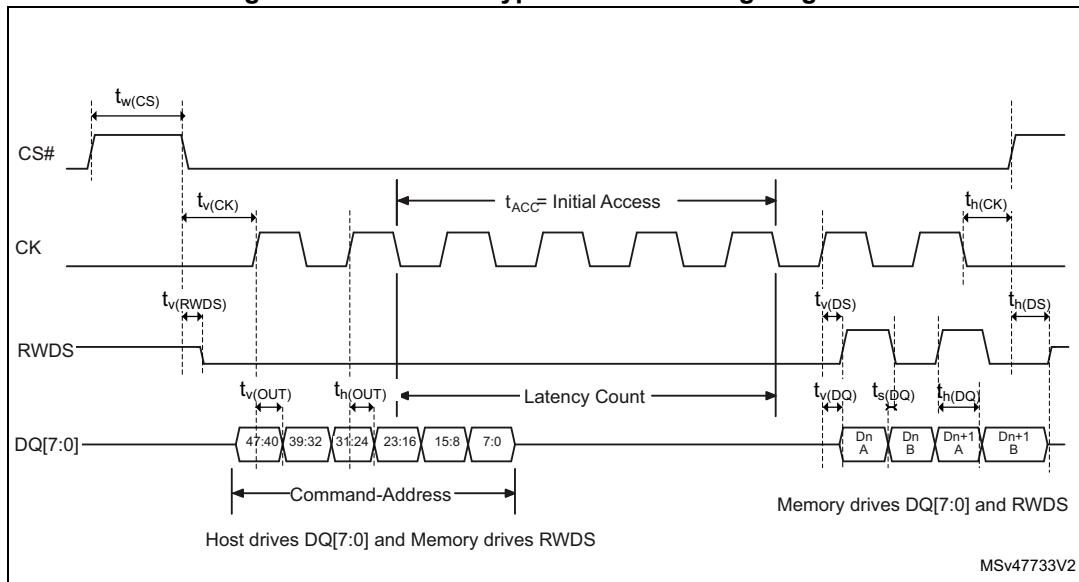 tw(CS)
CS#
tv(CK)
tACC= Initial Access
th(CK)
CK
tv(RWDS)
tv(DS)
th(DS)
RWDS
tv(OUT)
th(OUT)
Latency Count
tv(DQ)
ts(DQ)
th(DQ)
DQ[7:0]
47:40 39:32 31:24 23:16 15:8 7:0
Dn A
Dn B
Dn+1 A
Dn+1 B
Command-Address
Memory drives DQ[7:0] and RWDS
Host drives DQ[7:0] and Memory drives RWDS
MSv47733V2